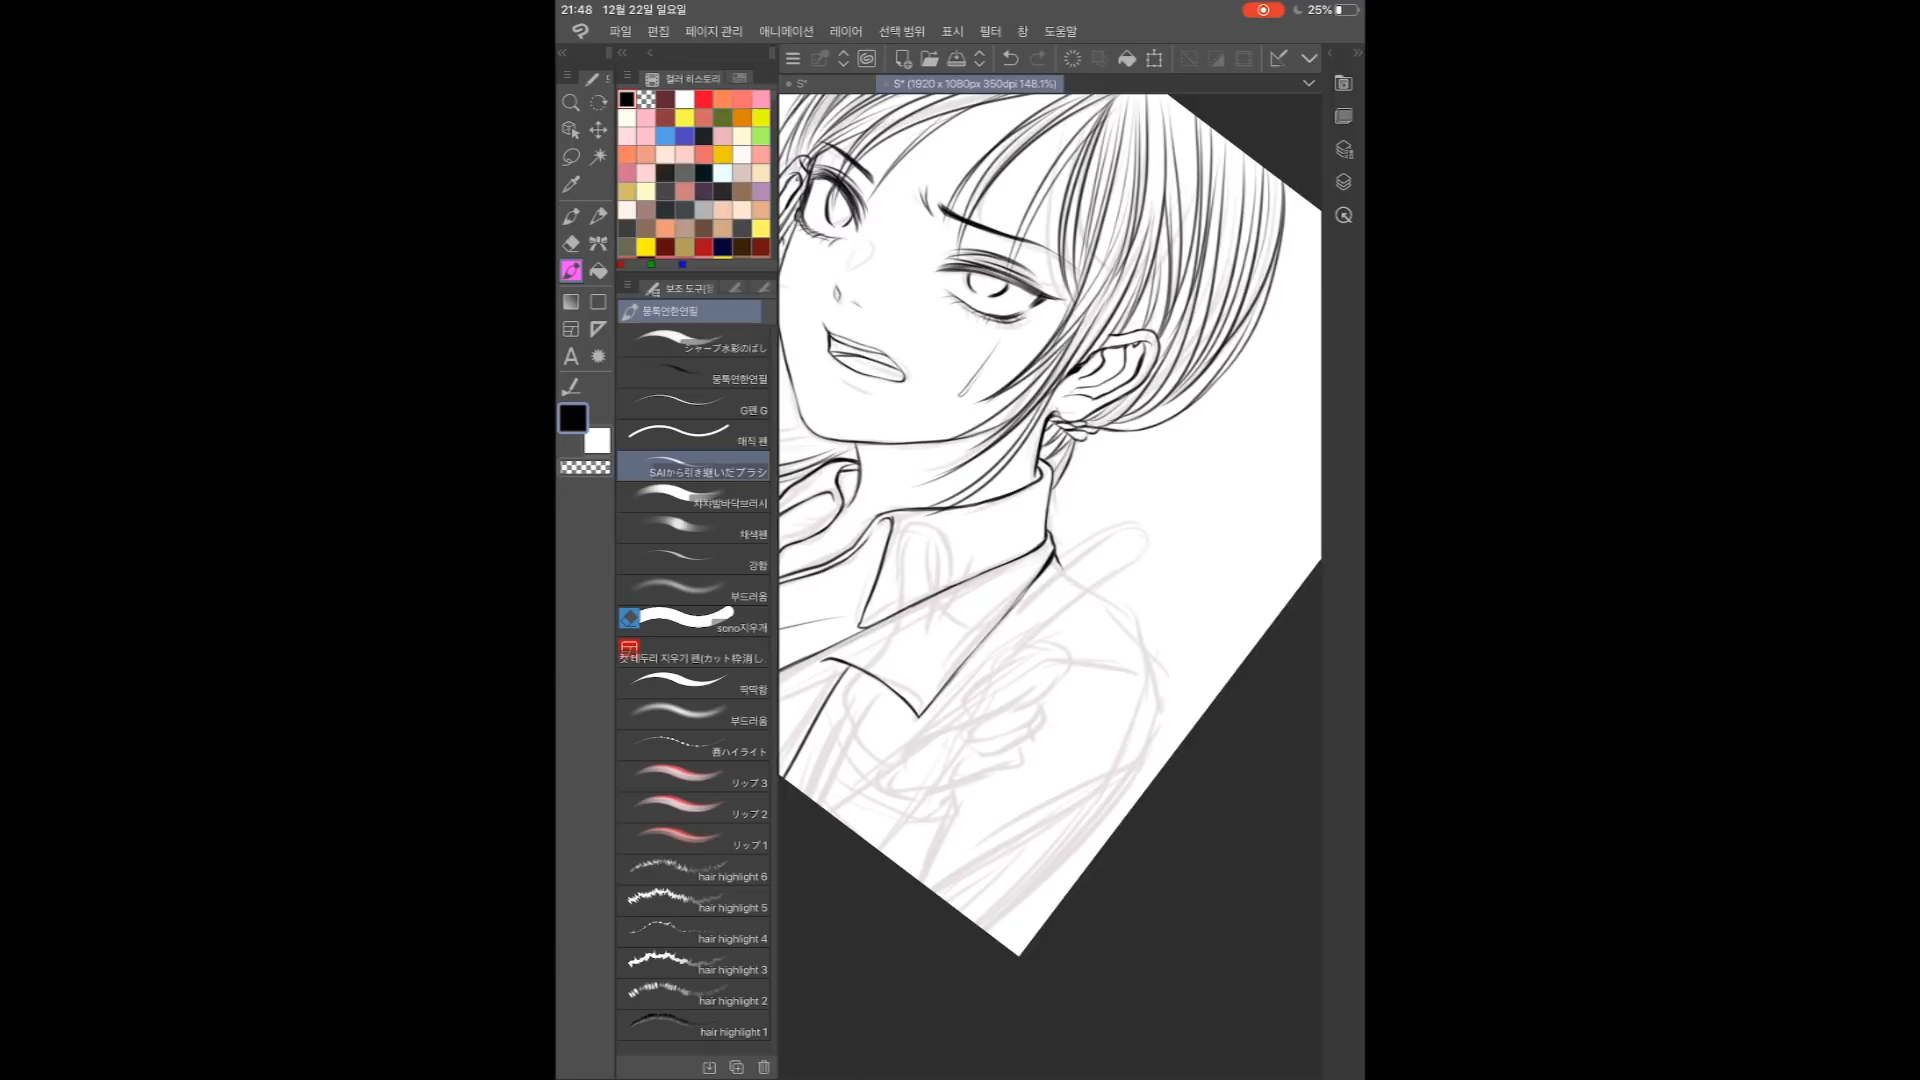 21:48 12월 22일 일요일
25%
파일 편집 페이지 관리 애니메이션 레이어 선택 범위 표시 필터 창 도움말
S*
S* (1920 x 1080px 350dpi 148.1%)
컬러 히스토리
보조 도구
뭉툭연한연필
シャープ水彩のばし
뭉툭연한연필
G펜 G
매직 펜
SAIから引き継いだブラシ
챠챠발바닥브러시
채색펜
강함
부드러움
sono지우개
컷 테두리 지우기 펜(カット枠消し
딱딱함
부드러움
唇ハイライト
リップ 3
リップ 2
リップ 1
hair highlight 6
hair highlight 5
hair highlight 4
hair highlight 3
hair highlight 2
hair highlight 1